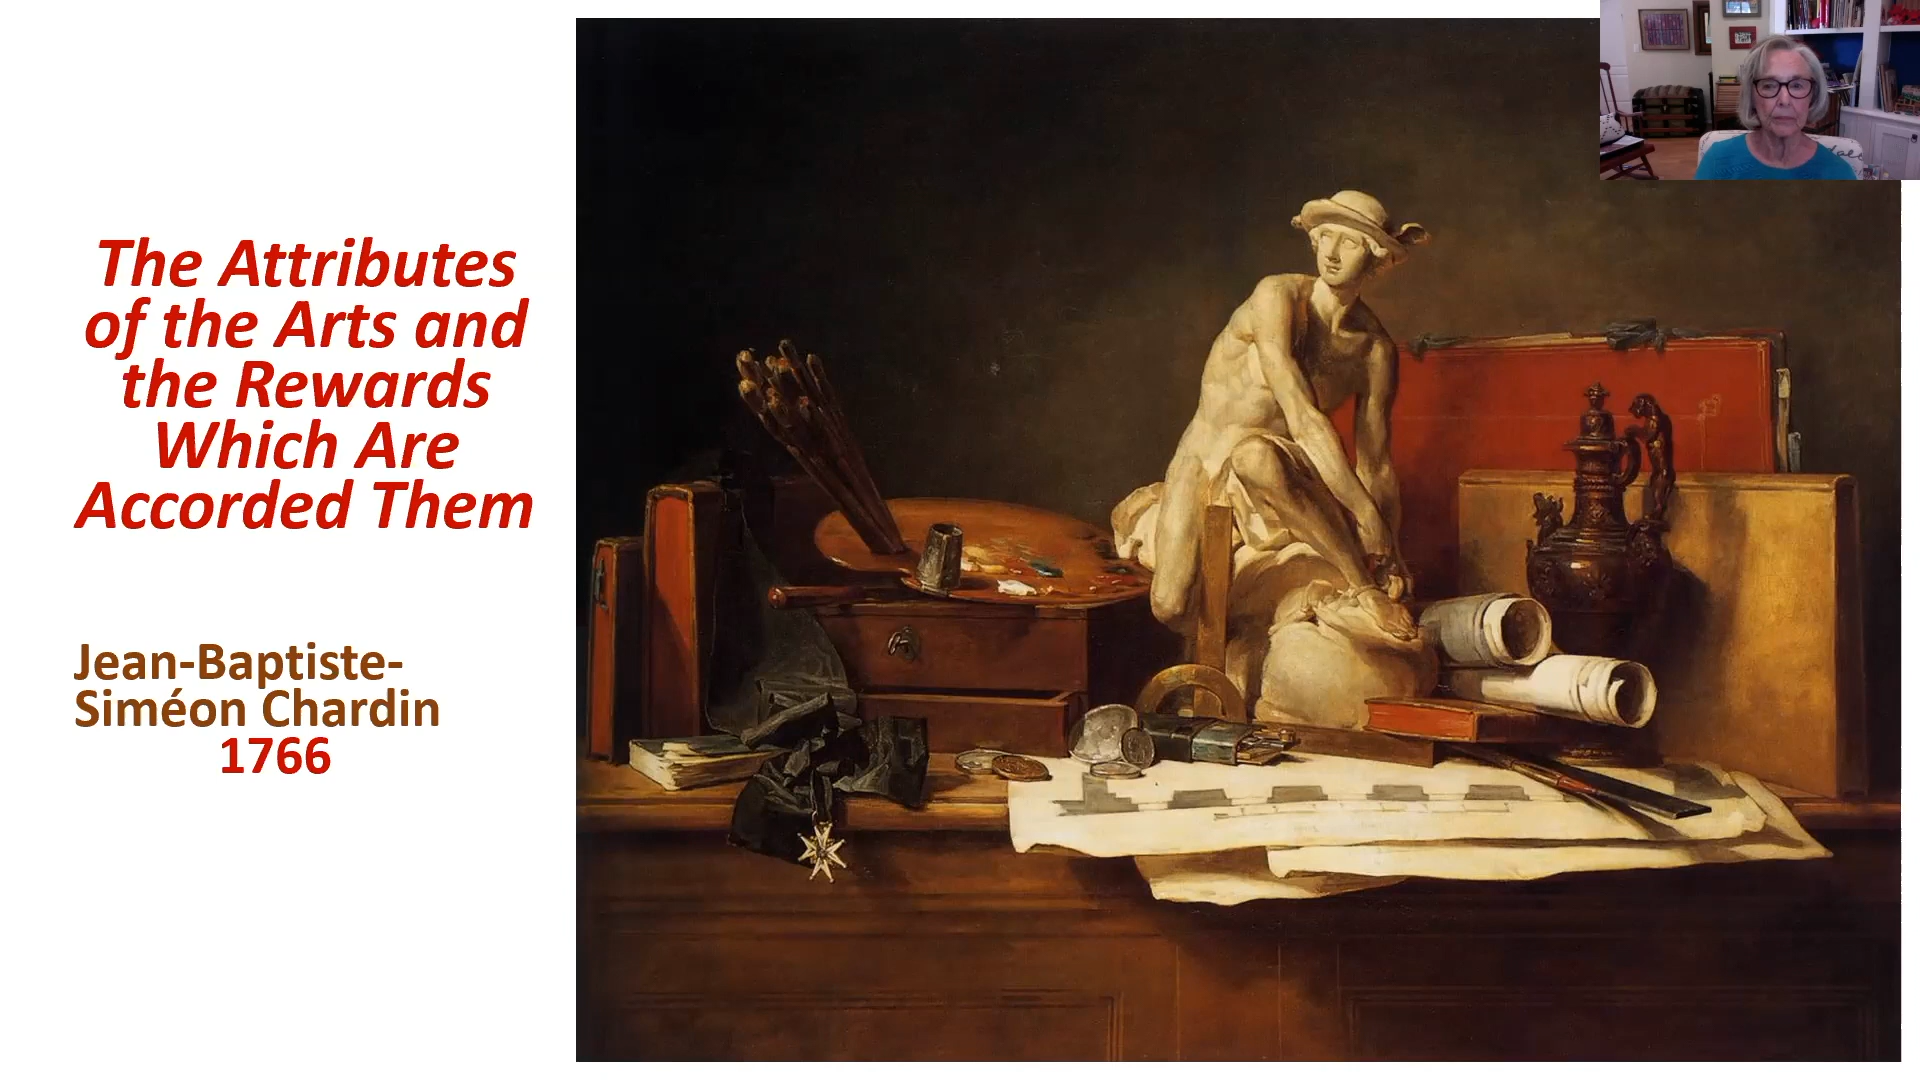 The Attributes
of the Arts and
the Rewards
Which Are
Accorded Them
Jean-Baptiste-
Siméon Chardin
1766